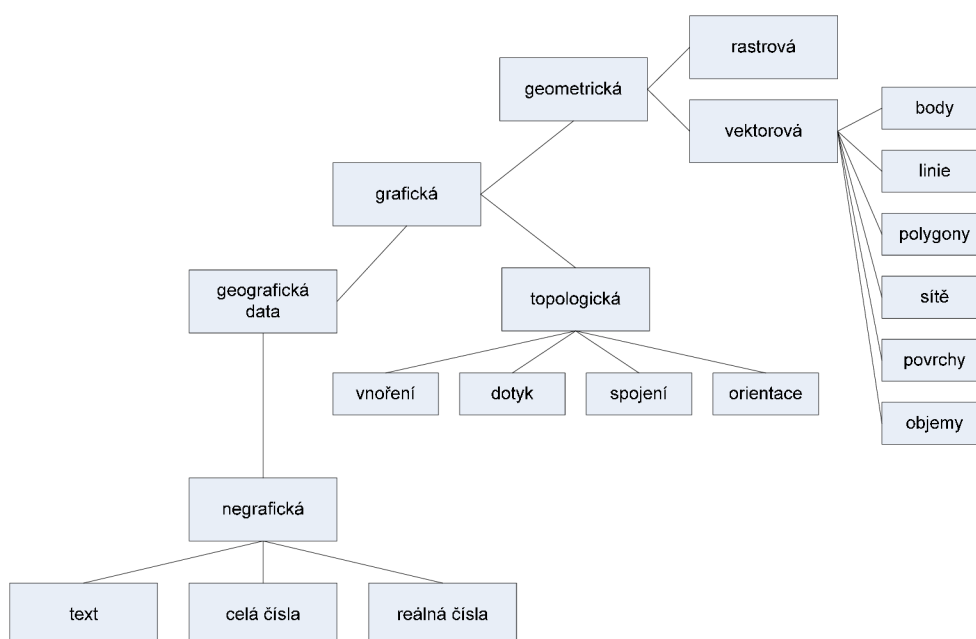 rastrová
geometrická
vektorová
body
linie
grafická
polygony
geografická
data
topologická
sítě
povrchy
vnoření
dotyk
spojení
orientace
objemy
negrafická
text
celá čísla
reálná čísla